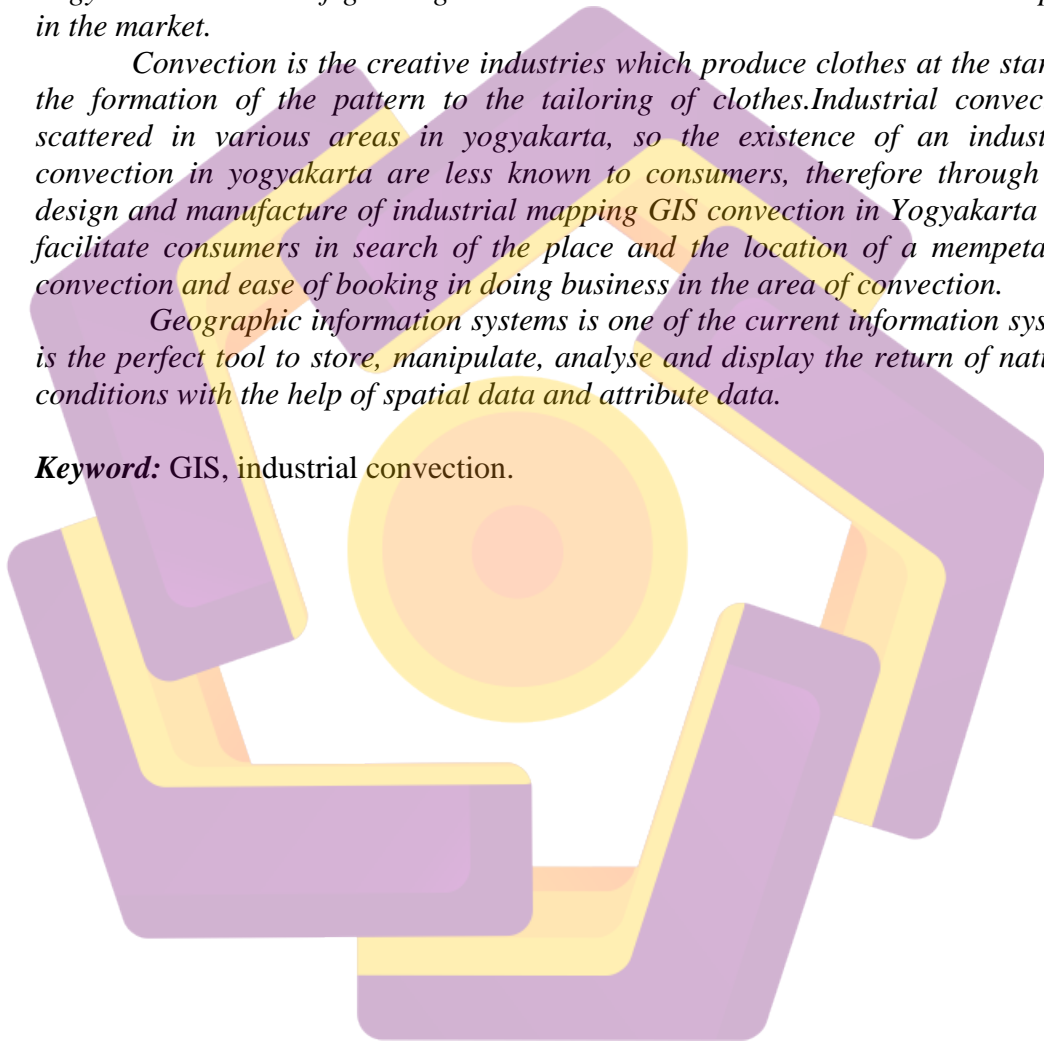 in the market.
Convection is the creative industries which produce clothes at the
the formation of the pattern to the tailoring of clothes.Industrial
scattered in various areas in yogyakarta, so the existence of an
convection in yogyakarta are less known to consumers, therefore through
design and manufacture of industrial mapping GIS convection in Yogyakarta
facilitate consumers in search of the place and the location of a
convection and ease of booking in doing business in the area of convection.
Geographic information systems is one of the current information
is the perfect tool to store, manipulate, analyse and display the return of
conditions with the help of spatial data and attribute data.
Keyword: GIS, industrial convection.